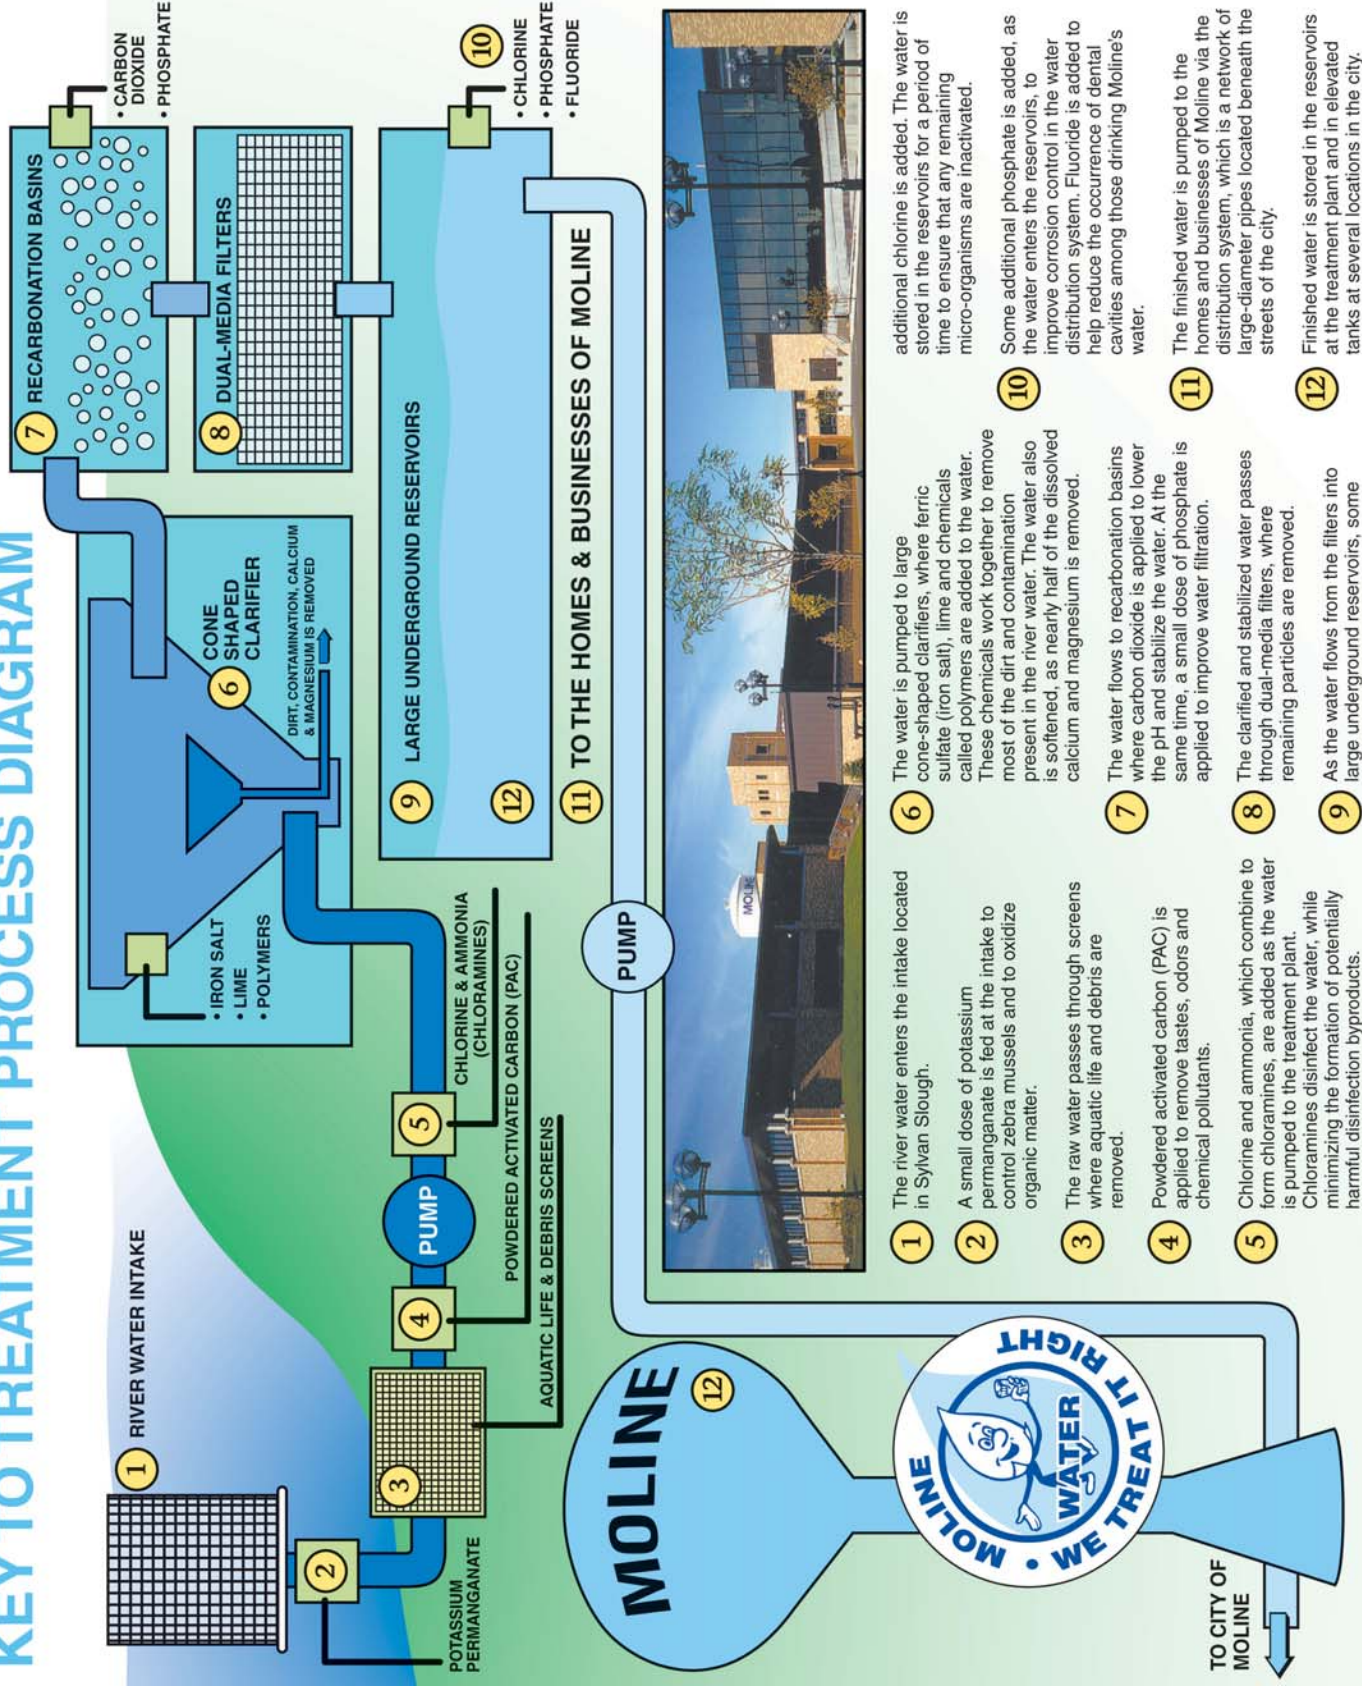 KEY TO TREATMENT PROCESS DIAGRAM
1 RIVER WATER INTAKE
2
POTASSIUM
PERMANGANATE
3
AQUATIC LIFE & DEBRIS SCREENS
4
POWDERED ACTIVATED CARBON (PAC)
PUMP
5
CHLORINE & AMMONIA
(CHLORAMINES)
• IRON SALT
• LIME
• POLYMERS
6 CONE
SHAPED
CLARIFIER
DIRT, CONTAMINATION, CALCIUM
& MAGNESIUM IS REMOVED
7 RECARBONATION BASINS
• CARBON
DIOXIDE
• PHOSPHATE
8 DUAL-MEDIA FILTERS
9 LARGE UNDERGROUND RESERVOIRS
12
10
• CHLORINE
• PHOSPHATE
• FLUORIDE
11 TO THE HOMES & BUSINESSES OF MOLINE
PUMP
MOLINE
12
MOLINE
WATER
• WE TREAT IT RIGHT
TO CITY OF
MOLINE
MOLINE
1 The river water enters the intake located
in Sylvan Slough.
2 A small dose of potassium
permanganate is fed at the intake to
control zebra mussels and to oxidize
organic matter.
3 The raw water passes through screens
where aquatic life and debris are
removed.
4 Powdered activated carbon (PAC) is
applied to remove tastes, odors and
chemical pollutants.
5 Chlorine and ammonia, which combine to
form chloramines, are added as the water
is pumped to the treatment plant.
Chloramines disinfect the water, while
minimizing the formation of potentially
harmful disinfection byproducts.
6 The water is pumped to large
cone-shaped clarifiers, where ferric
sulfate (iron salt), lime and chemicals
called polymers are added to the water.
These chemicals work together to remove
most of the dirt and contamination
present in the river water. The water also
is softened, as nearly half of the dissolved
calcium and magnesium is removed.
7 The water flows to recarbonation basins
where carbon dioxide is applied to lower
the pH and stabilize the water. At the
same time, a small dose of phosphate is
applied to improve water filtration.
8 The clarified and stabilized water passes
through dual-media filters, where
remaining particles are removed.
9 As the water flows from the filters into
large underground reservoirs, some
additional chlorine is added. The water is
stored in the reservoirs for a period of
time to ensure that any remaining
micro-organisms are inactivated.
10 Some additional phosphate is added, as
the water enters the reservoirs, to
improve corrosion control in the water
distribution system. Fluoride is added to
help reduce the occurrence of dental
cavities among those drinking Moline's
water.
11 The finished water is pumped to the
homes and businesses of Moline via the
distribution system, which is a network of
large-diameter pipes located beneath the
streets of the city.
12 Finished water is stored in the reservoirs
at the treatment plant and in elevated
tanks at several locations in the city.